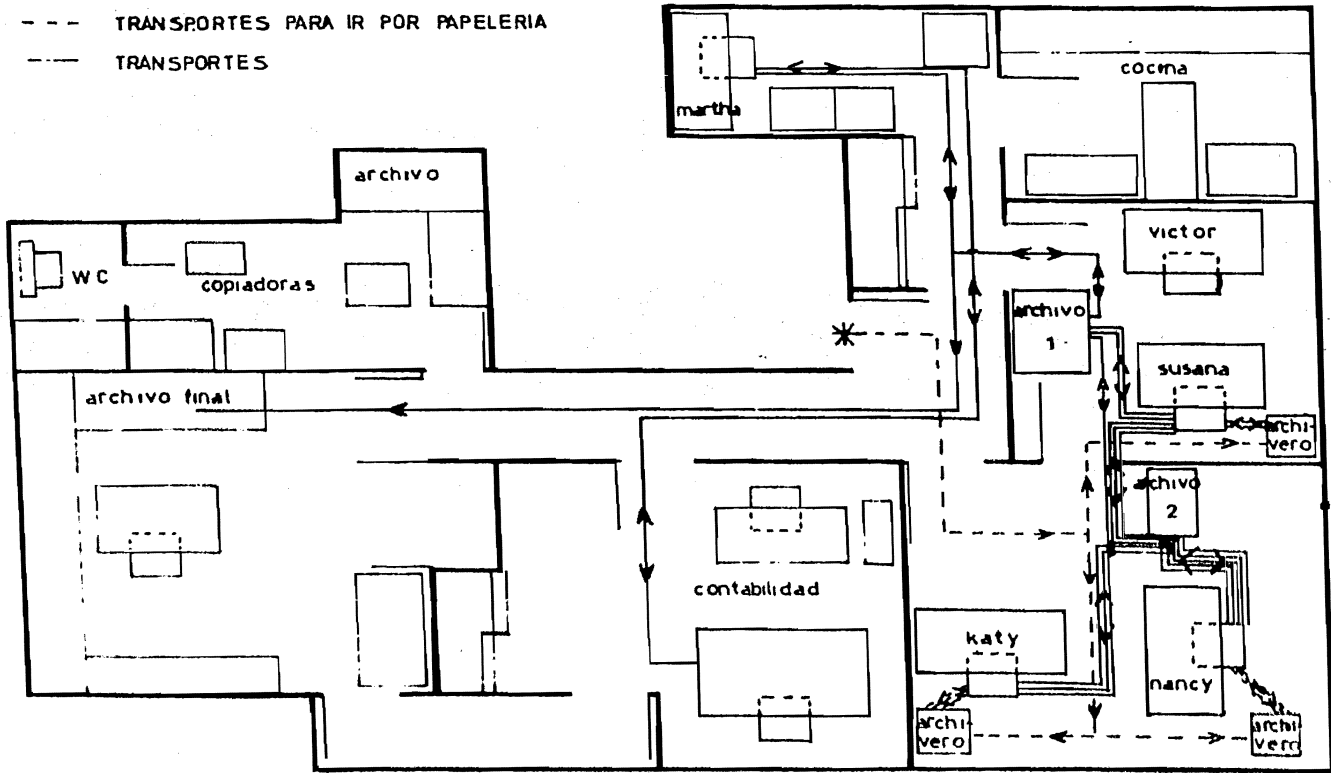 TRANSPORTES PARA IR POR PAPELERIA
TRANSPORTES
martha
cocina
archivo
WC
copiadoras
victor
archivo
1
susana
archi-
vero
archivo final
archivo
2
contabilidad
katy
nancy
archi-
vero
archi-
vero